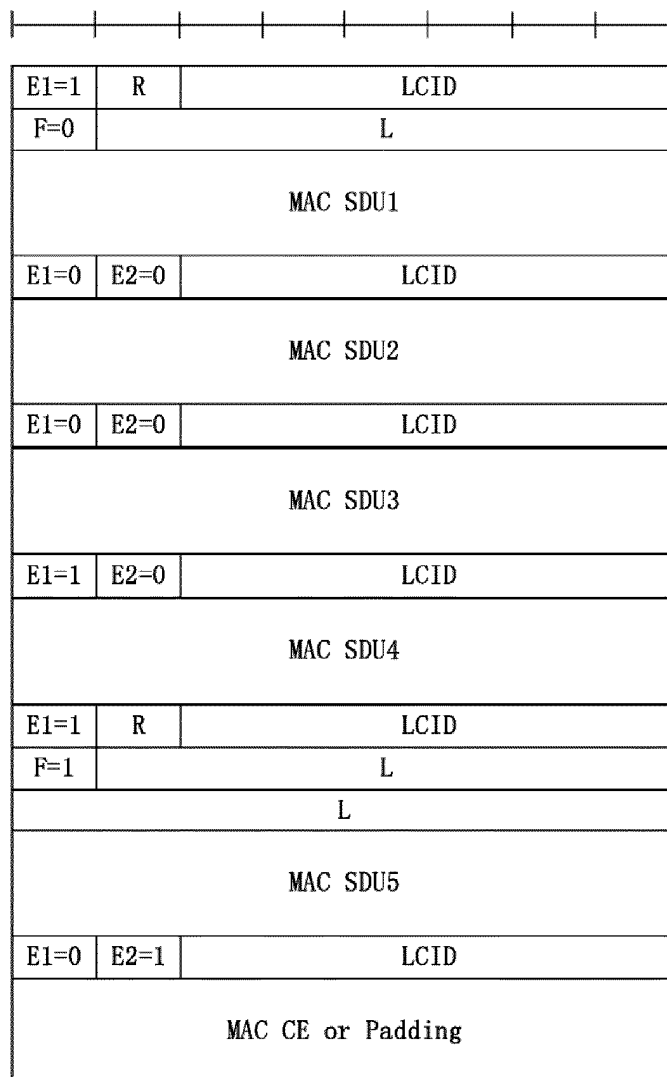 E1=1 R LCID
F=0 L
MAC SDU1
E1=0 E2=0 LCID
MAC SDU2
E1=0 E2=0 LCID
MAC SDU3
E1=1 E2=0 LCID
MAC SDU4
E1=1 R LCID
F=1 L
L
MAC SDU5
E1=0 E2=1 LCID
MAC CE or Padding